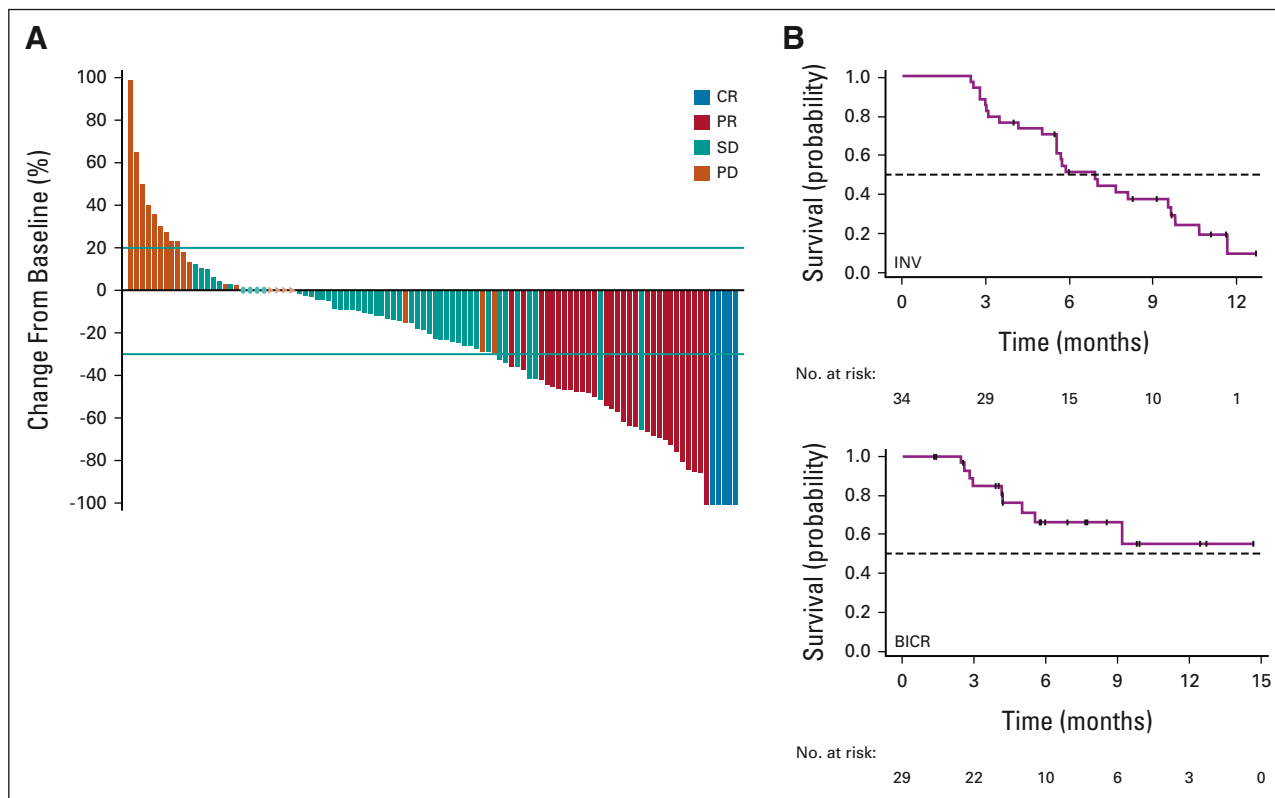 A
Change From Baseline (%)
100
80
60
40
20
0
-20
-40
-60
-80
-100
CR
PR
SD
PD
B
Survival (probability)
1.0
0.8
0.6
0.4
0.2
0.0
INV
0 3 6 9 12
Time (months)
No. at risk:
34 29 15 10 1
Survival (probability)
1.0
0.8
0.6
0.4
0.2
0.0
BICR
0 3 6 9 12 15
Time (months)
No. at risk:
29 22 10 6 3 0